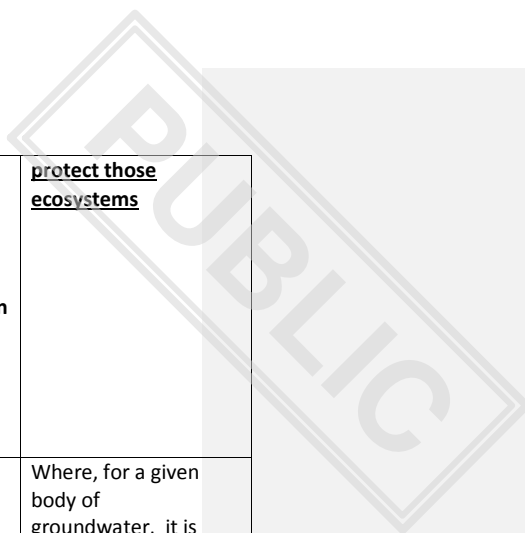 protect those
ecosystems
n
Where, for a given
body of
groundwater, it is
PUBLIC